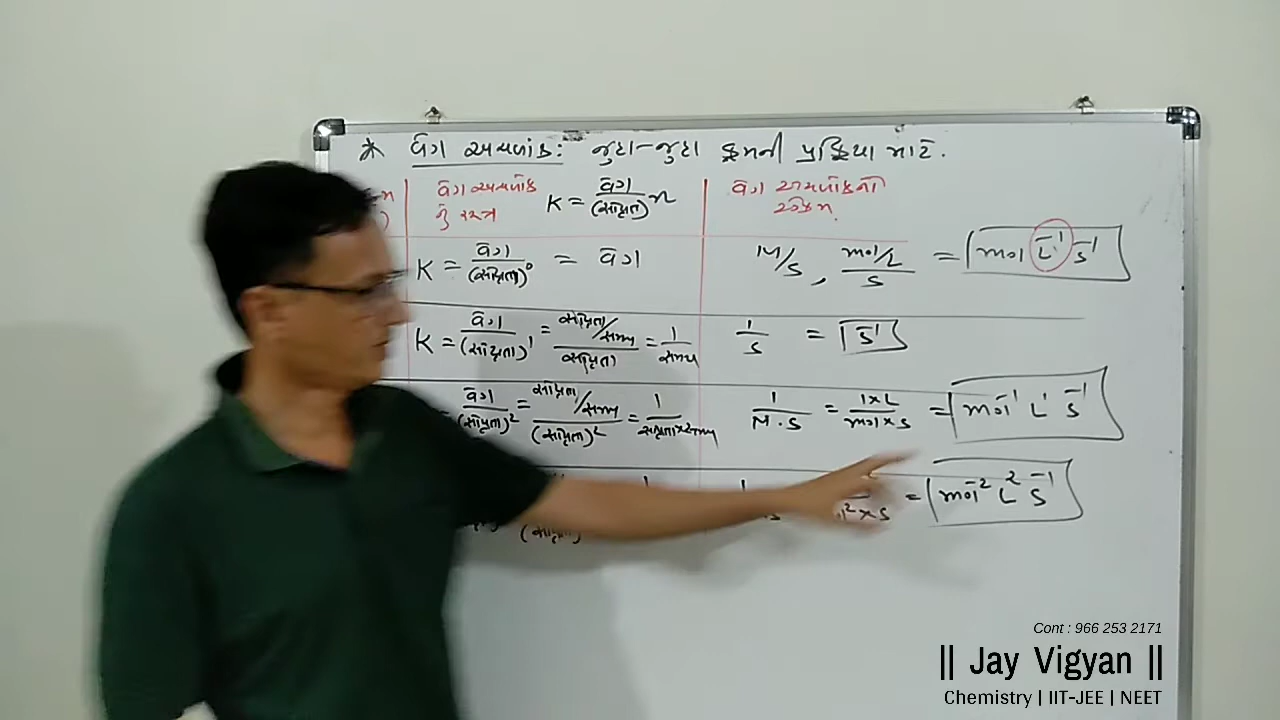 * વેગ અચળાંક: જુદા-જુદા ક્રમની પ્રક્રિયા માટે.
વેગ અચળાંક નું સૂત્ર K = વેગ/(સાંદ્રતા)ⁿ વેગ અચળાંકનો એકમ
K = વેગ/(સાંદ્રતા)⁰ = વેગ M/S , mol/L/S = mol L⁻¹ S⁻¹
K = વેગ/(સાંદ્રતા)¹ = સાંદ્રતા/સમય/સાંદ્રતા = 1/સમય 1/S = S⁻¹
= વેગ/(સાંદ્રતા)² = સાંદ્રતા/સમય/(સાંદ્રતા)² = 1/સાંદ્રતા×સમય 1/M·S = 1×L/mol×S = mol⁻¹ L¹ S⁻¹
= mol⁻² L² S⁻¹
Cont : 966 253 2171
|| Jay Vigyan ||
Chemistry | IIT-JEE | NEET